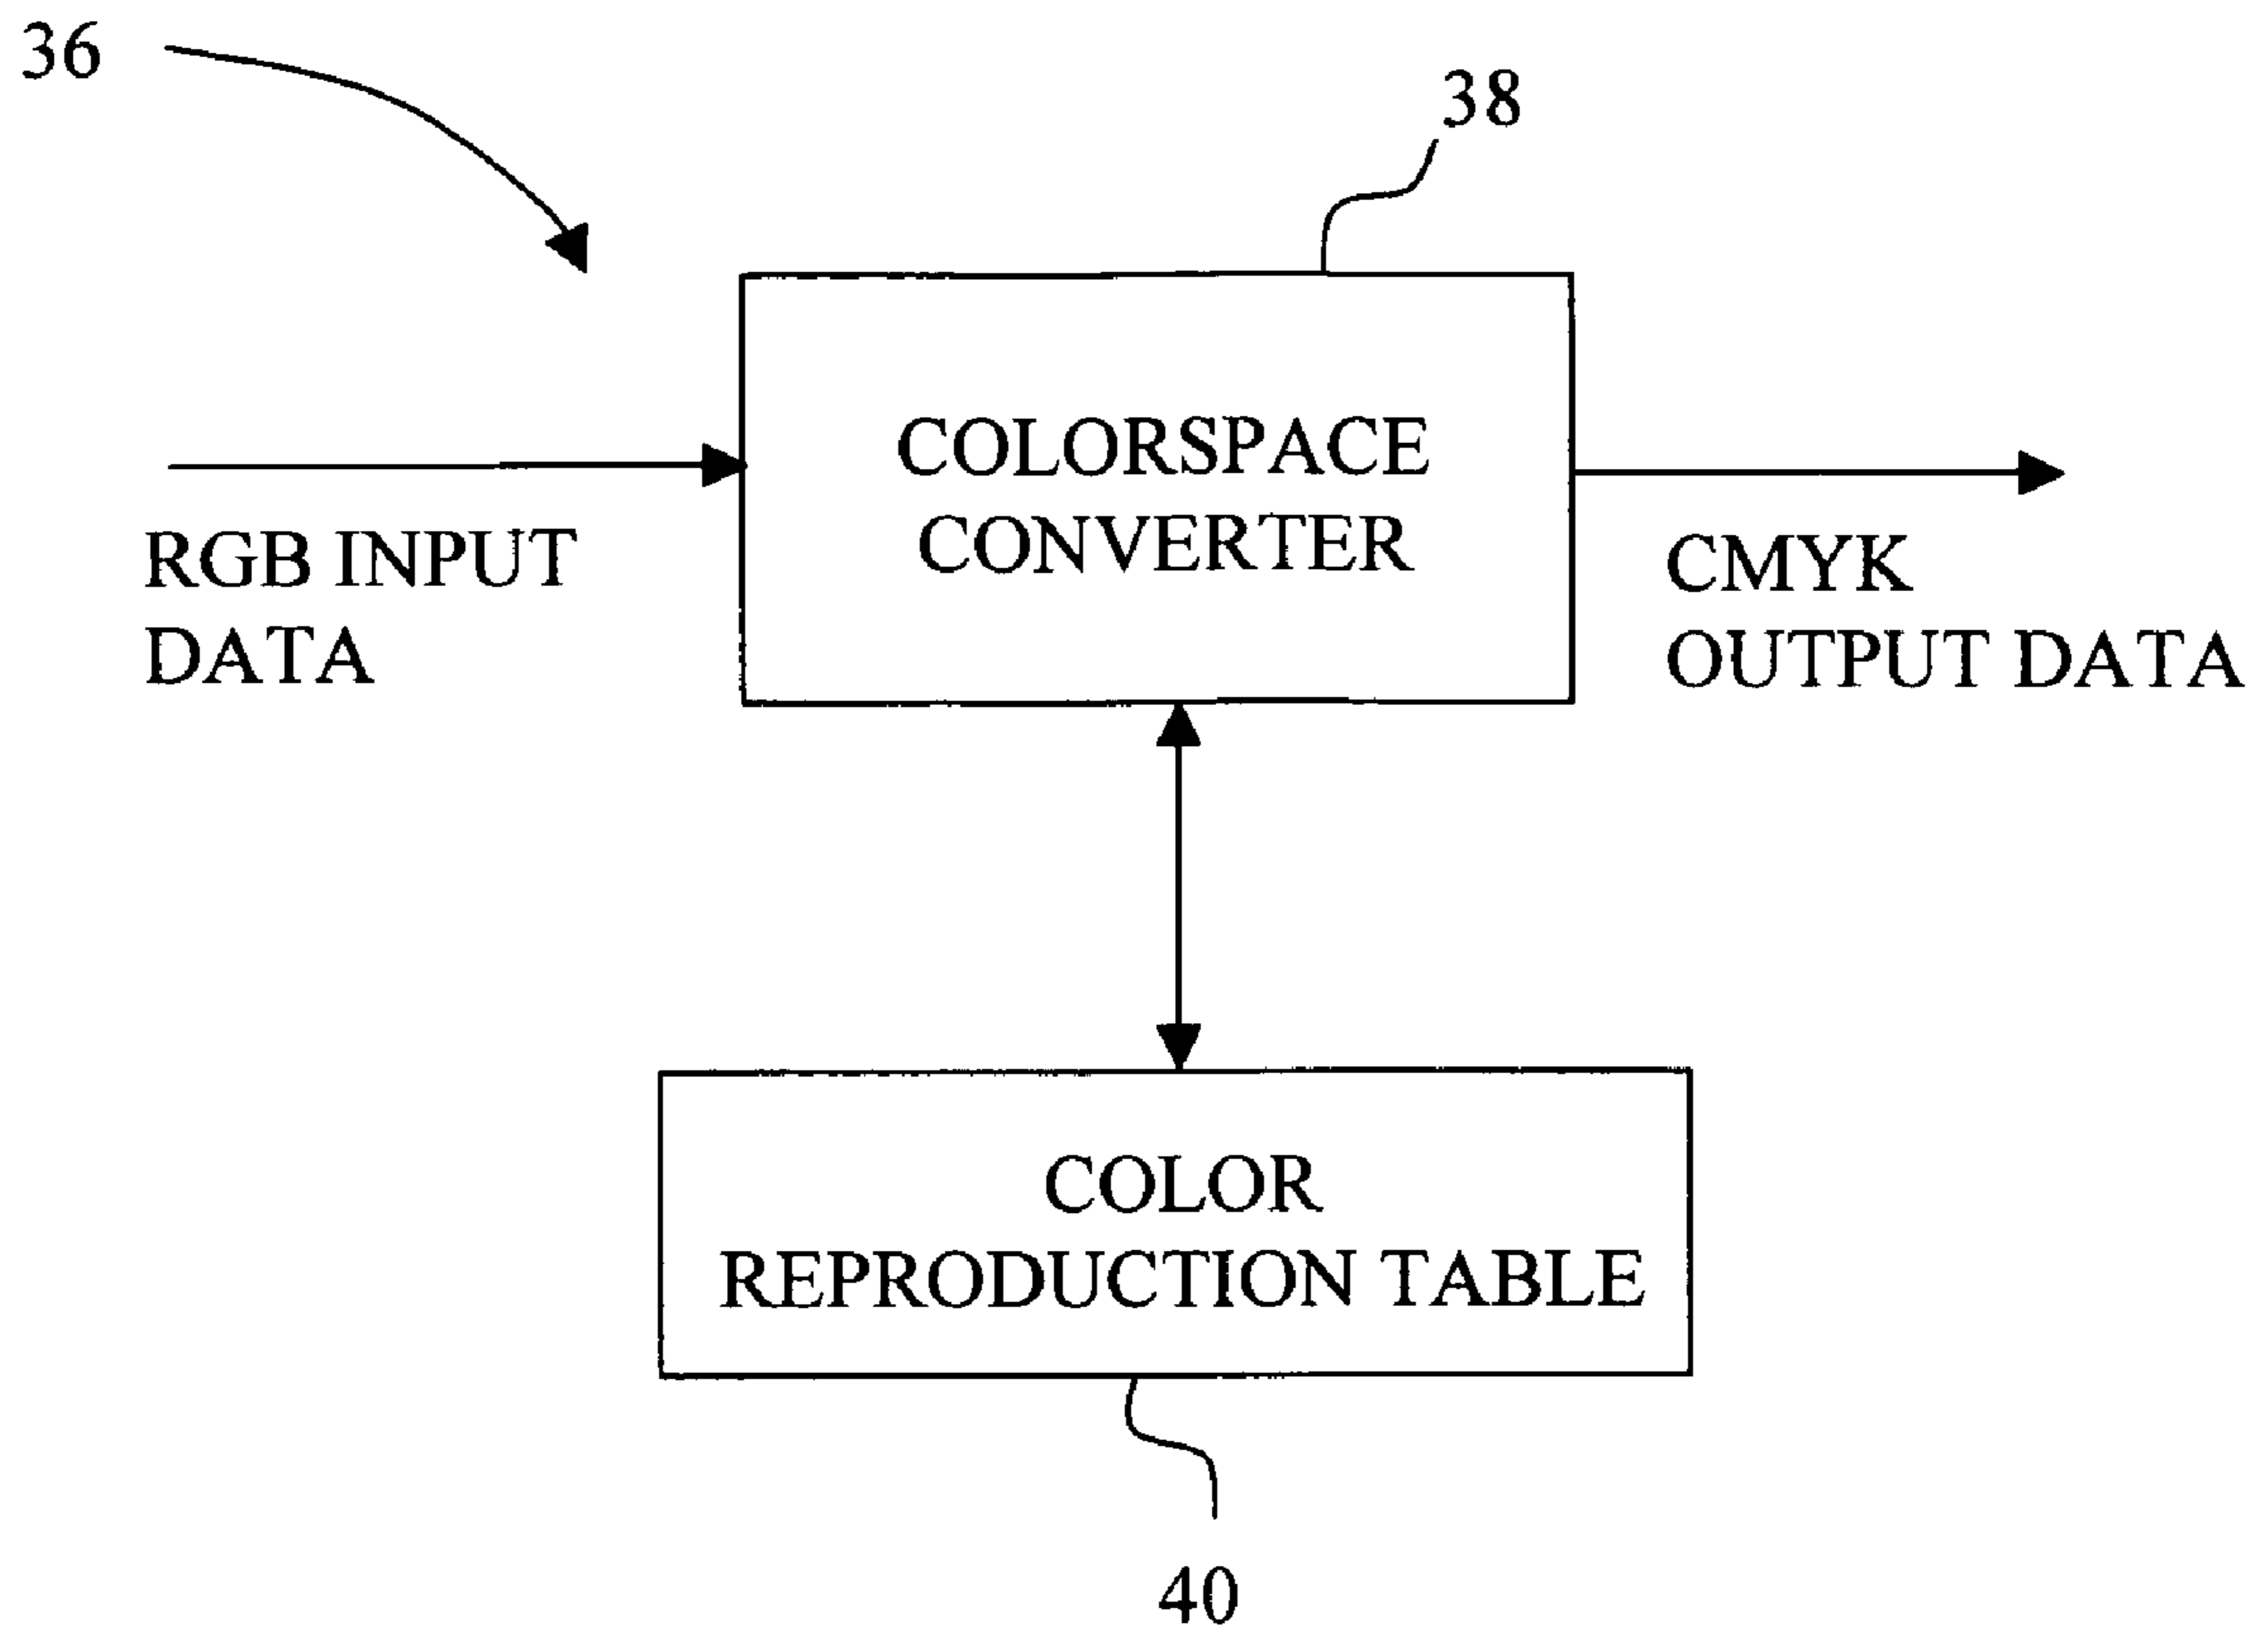 36
38
COLORSPACE
CONVERTER
RGB INPUT
DATA
CMYK
OUTPUT DATA
COLOR
REPRODUCTION TABLE
40